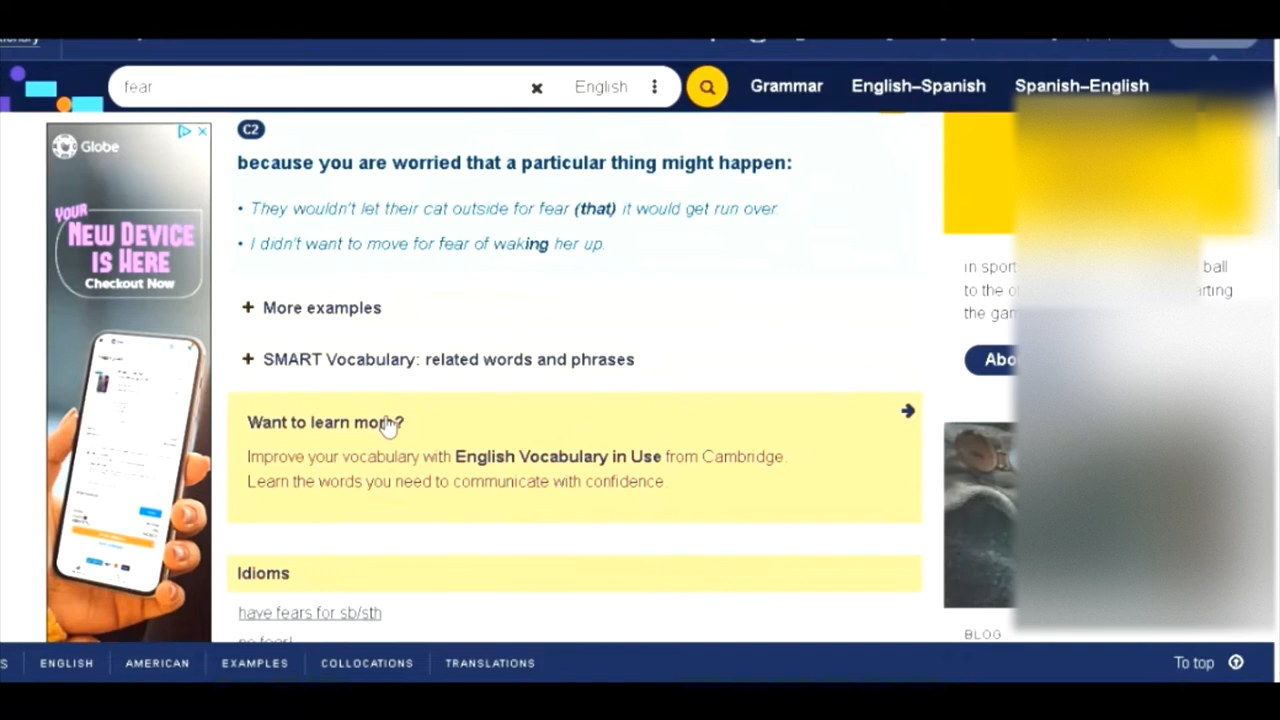 fear
English
Grammar
English–Spanish
Spanish–English
Globe
YOUR
NEW DEVICE
IS HERE
Checkout Now
C2
because you are worried that a particular thing might happen:
• They wouldn't let their cat outside for fear (that) it would get run over.
• I didn't want to move for fear of waking her up.
+ More examples
+ SMART Vocabulary: related words and phrases
Want to learn more?
Improve your vocabulary with English Vocabulary in Use from Cambridge.
Learn the words you need to communicate with confidence.
Idioms
have fears for sb/sth
no fear!
in sport ball
to the
the
BLOG
ENGLISH
AMERICAN
EXAMPLES
COLLOCATIONS
TRANSLATIONS
To top